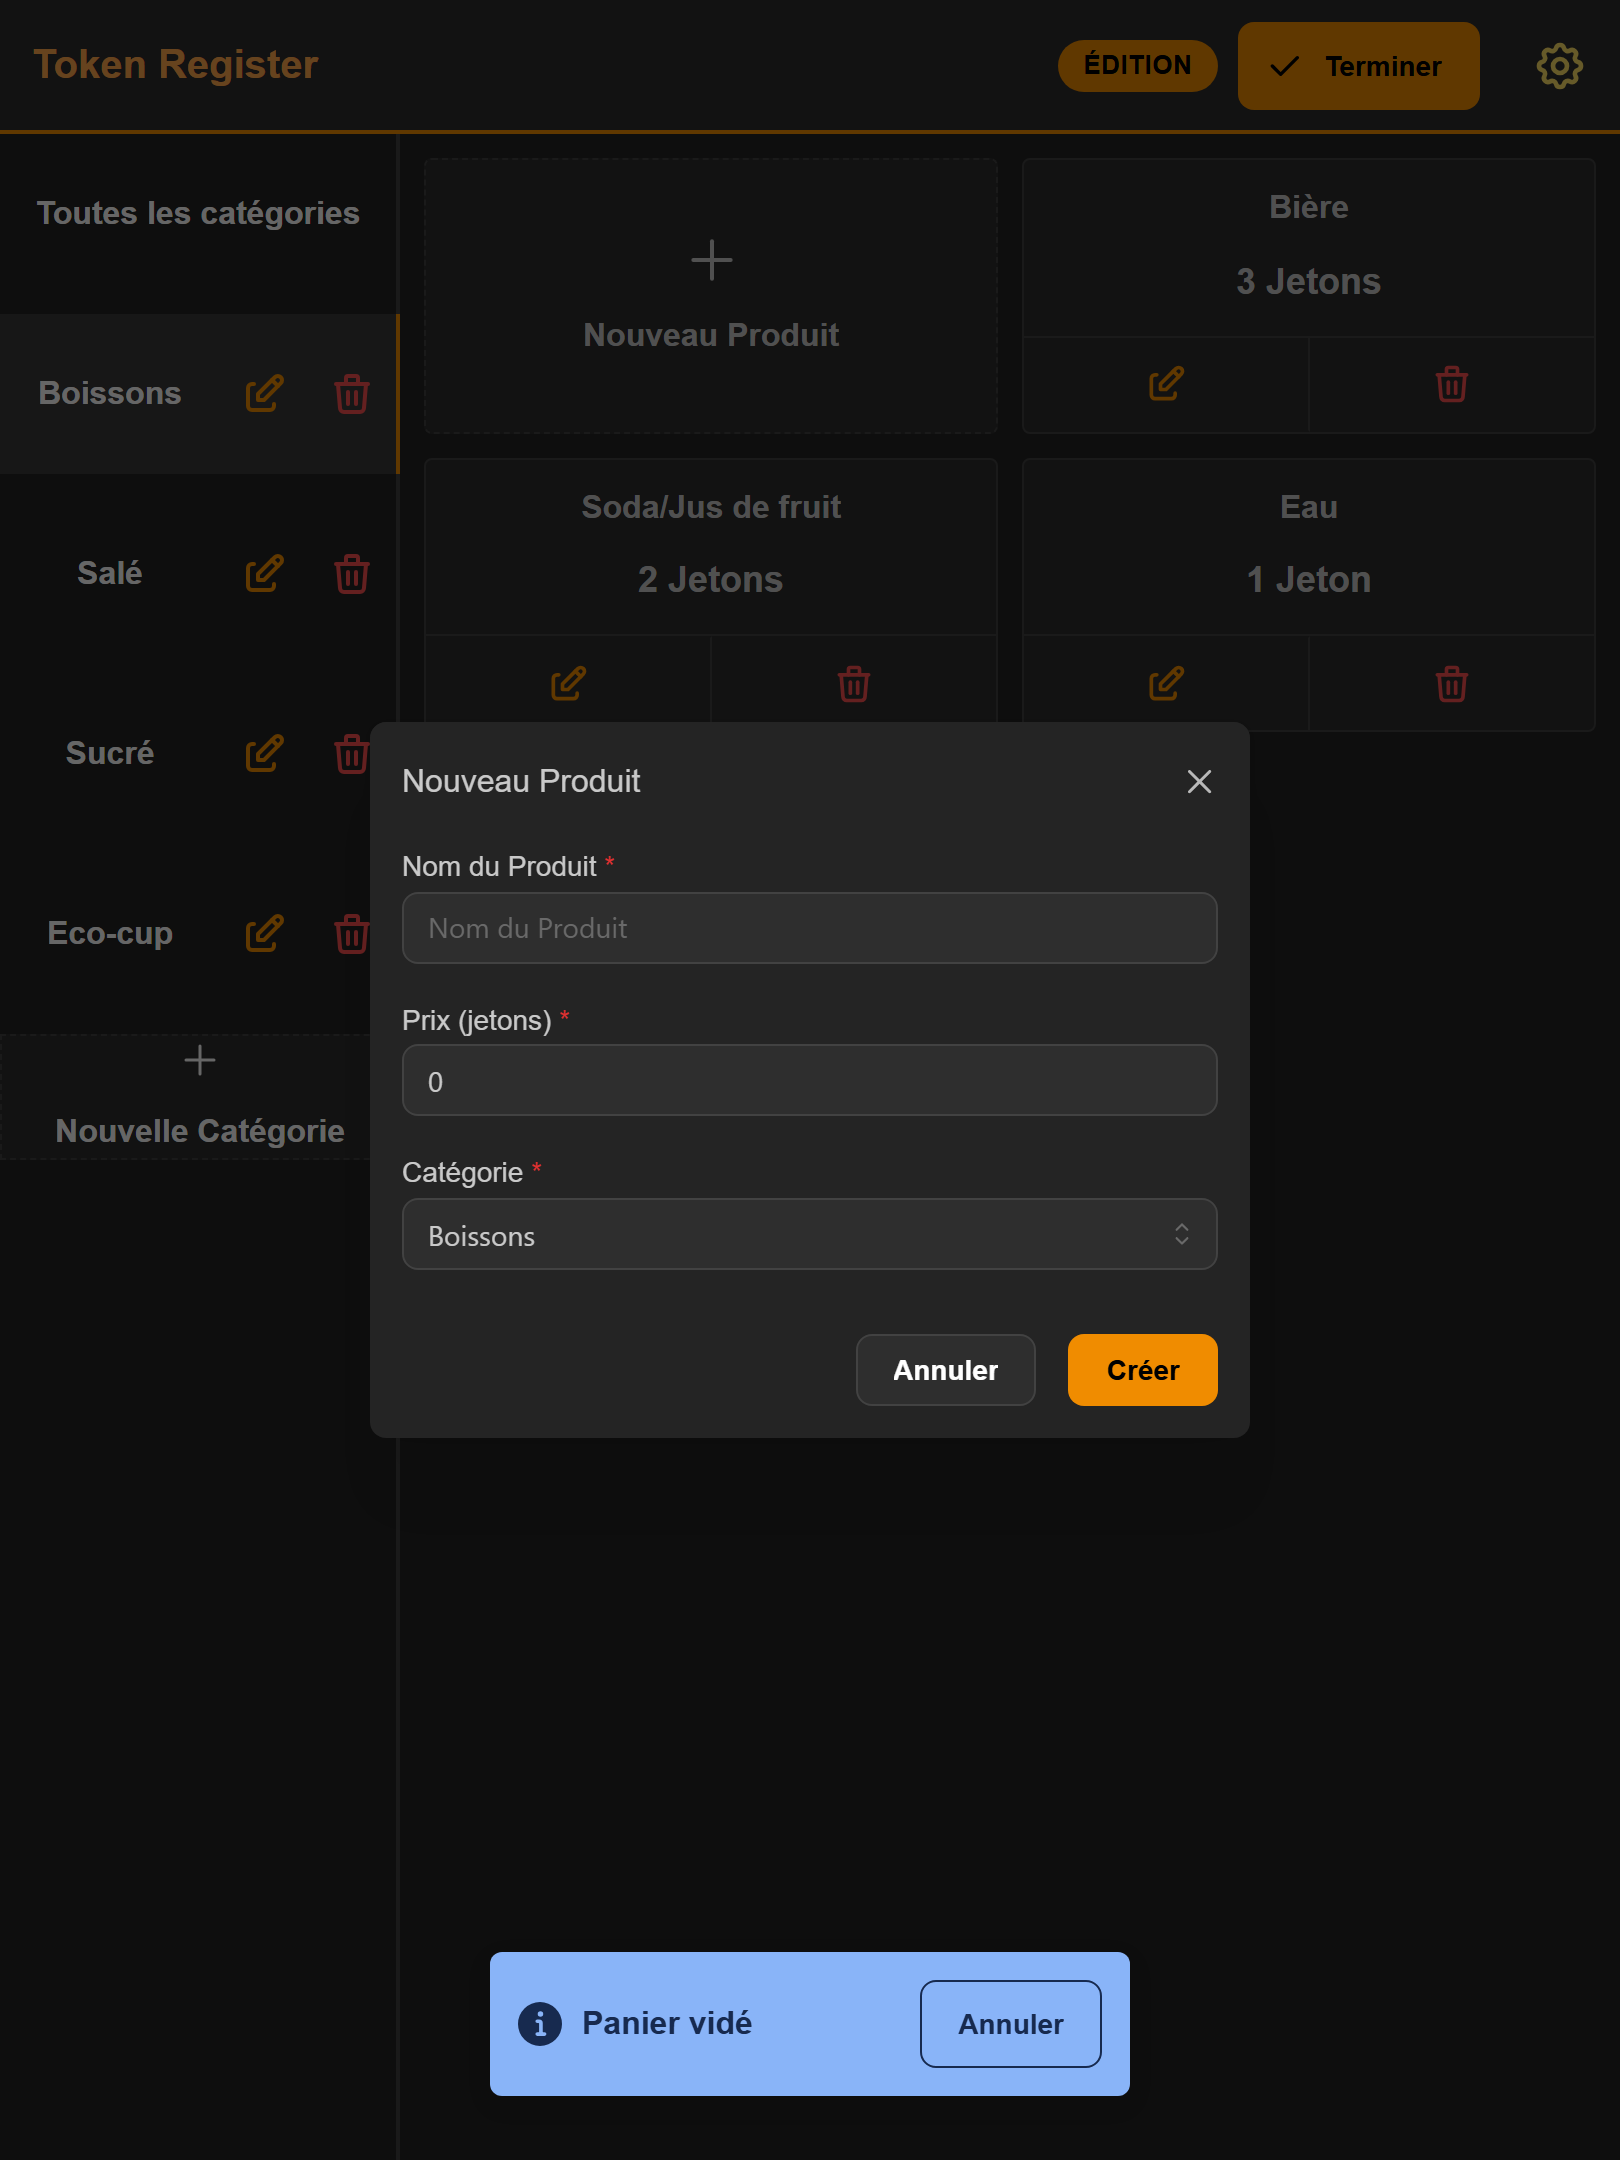 Token Register
ÉDITION
Terminer
Toutes les catégories
Boissons
Salé
Sucré
Eco-cup
Nouvelle Catégorie
Nouveau Produit
Bière
3 Jetons
Soda/Jus de fruit
2 Jetons
Eau
1 Jeton
Nouveau Produit
Nom du Produit *
Nom du Produit
Prix (jetons) *
0
Catégorie *
Boissons
Annuler
Créer
Panier vidé
Annuler